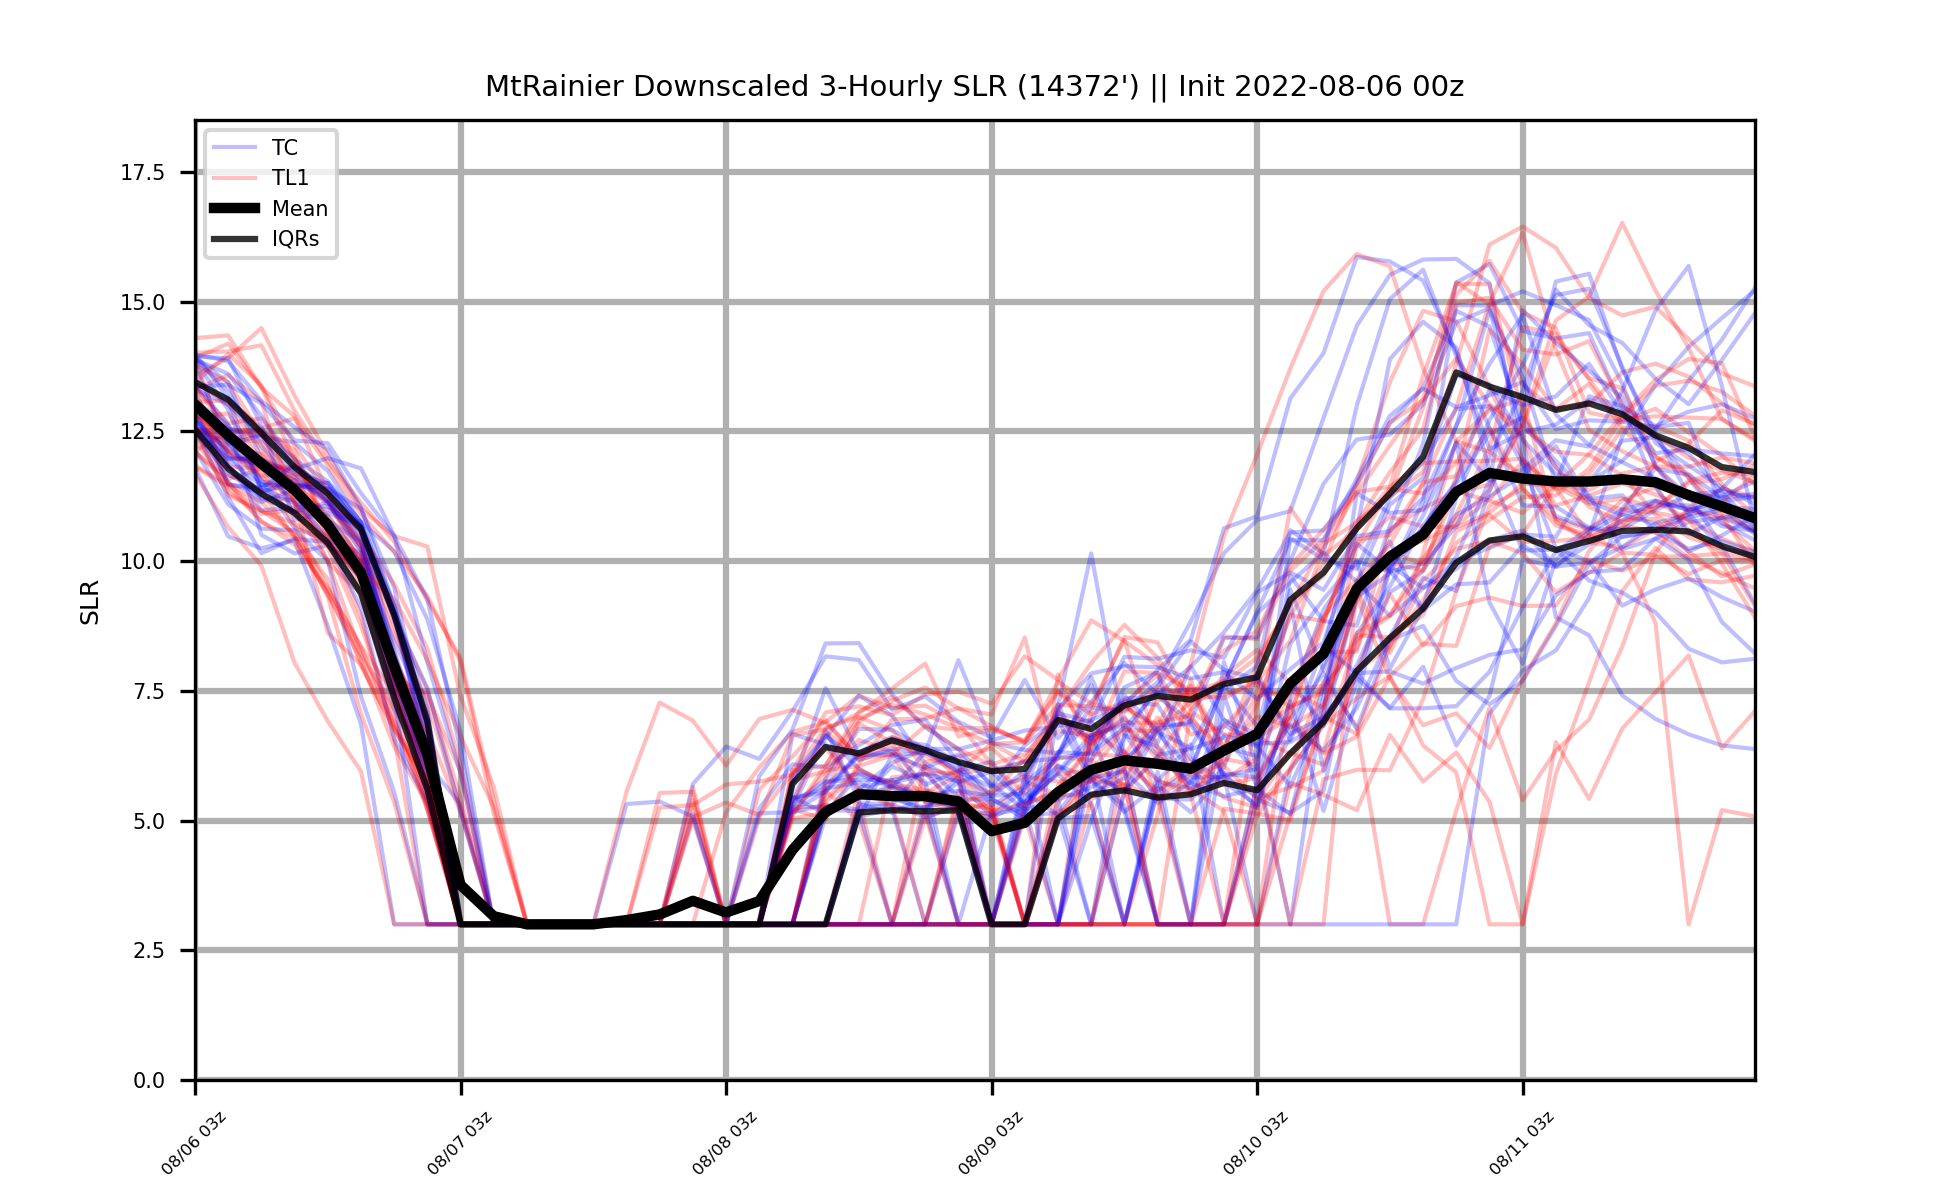 MtRainier Downscaled 3-Hourly SLR (14372') || Init 2022-08-06 00z
TC
TL1
Mean
IQRs
17.5
15.0
12.5
10.0
7.5
5.0
2.5
0.0
SLR
08/06 03z
08/07 03z
08/08 03z
08/09 03z
08/10 03z
08/11 03z